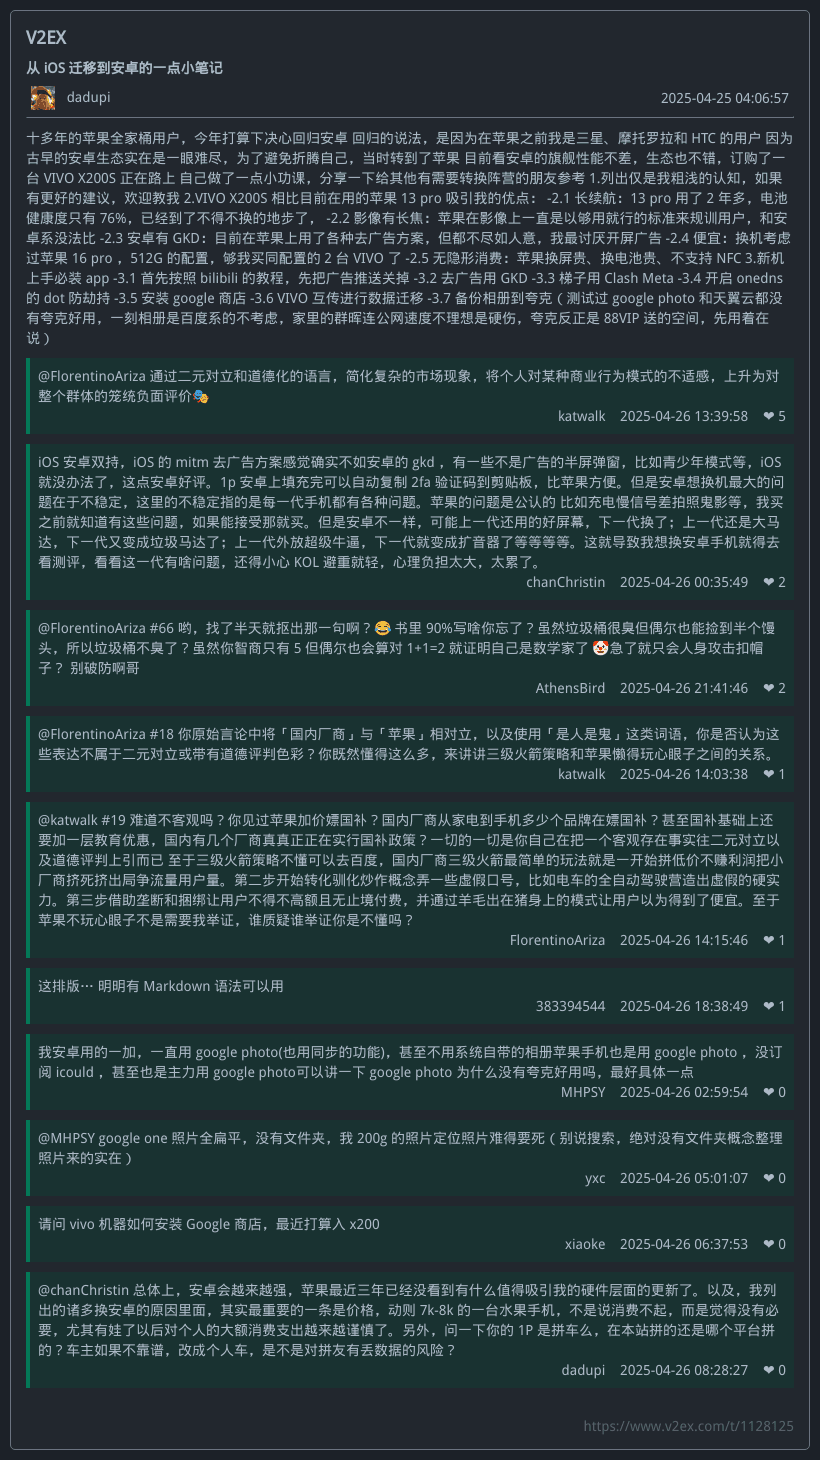 V2EX
从 iOS 迁移到安卓的一点小笔记
dadupi
2025-04-25 04:06:57
十多年的苹果全家桶用户，今年打算下决心回归安卓 回归的说法，是因为在苹果之前我是三星、摩托罗拉和 HTC 的用户 因为
古早的安卓生态实在是一眼难尽，为了避免折腾自己，当时转到了苹果 目前看安卓的旗舰性能不差，生态也不错，订购了一
台 VIVO X200S 正在路上 自己做了一点小功课，分享一下给其他有需要转换阵营的朋友参考 1.列出仅是我粗浅的认知，如果
有更好的建议，欢迎教我 2.VIVO X200S 相比目前在用的苹果 13 pro 吸引我的优点： -2.1 长续航：13 pro 用了 2 年多，电池
健康度只有 76%，已经到了不得不换的地步了， -2.2 影像有长焦：苹果在影像上一直是以够用就行的标准来规训用户，和安
卓系没法比 -2.3 安卓有 GKD：目前在苹果上用了各种去广告方案，但都不尽如人意，我最讨厌开屏广告 -2.4 便宜：换机考虑
过苹果 16 pro ，512G 的配置，够我买同配置的 2 台 VIVO 了 -2.5 无隐形消费：苹果换屏贵、换电池贵、不支持 NFC 3.新机
上手必装 app -3.1 首先按照 bilibili 的教程，先把广告推送关掉 -3.2 去广告用 GKD -3.3 梯子用 Clash Meta -3.4 开启 onedns
的 dot 防劫持 -3.5 安装 google 商店 -3.6 VIVO 互传进行数据迁移 -3.7 备份相册到夸克（ 测试过 google photo 和天翼云都没
有夸克好用，一刻相册是百度系的不考虑，家里的群晖连公网速度不理想是硬伤，夸克反正是 88VIP 送的空间，先用着在
说 ）
@FlorentinoAriza 通过二元对立和道德化的语言，简化复杂的市场现象，将个人对某种商业行为模式的不适感，上升为对
整个群体的笼统负面评价🎭
katwalk 2025-04-26 13:39:58 ❤ 5
iOS 安卓双持，iOS 的 mitm 去广告方案感觉确实不如安卓的 gkd ，有一些不是广告的半屏弹窗，比如青少年模式等，iOS
就没办法了，这点安卓好评。1p 安卓上填充完可以自动复制 2fa 验证码到剪贴板，比苹果方便。但是安卓想换机最大的问
题在于不稳定，这里的不稳定指的是每一代手机都有各种问题。苹果的问题是公认的 比如充电慢信号差拍照鬼影等，我买
之前就知道有这些问题，如果能接受那就买。但是安卓不一样，可能上一代还用的好屏幕，下一代换了；上一代还是大马
达，下一代又变成垃圾马达了；上一代外放超级牛逼，下一代就变成扩音器了等等等等。这就导致我想换安卓手机就得去
看测评，看看这一代有啥问题，还得小心 KOL 避重就轻，心理负担太大，太累了。
chanChristin 2025-04-26 00:35:49 ❤ 2
@FlorentinoAriza #66 哟，找了半天就抠出那一句啊？😂 书里 90%写啥你忘了？虽然垃圾桶很臭但偶尔也能捡到半个馒
头，所以垃圾桶不臭了？虽然你智商只有 5 但偶尔也会算对 1+1=2 就证明自己是数学家了 🤡急了就只会人身攻击扣帽
子？ 别破防啊哥
AthensBird 2025-04-26 21:41:46 ❤ 2
@FlorentinoAriza #18 你原始言论中将「国内厂商」与「苹果」相对立，以及使用「是人是鬼」这类词语，你是否认为这
些表达不属于二元对立或带有道德评判色彩？你既然懂得这么多，来讲讲三级火箭策略和苹果懒得玩心眼子之间的关系。
katwalk 2025-04-26 14:03:38 ❤ 1
@katwalk #19 难道不客观吗？你见过苹果加价嫖国补？国内厂商从家电到手机多少个品牌在嫖国补？甚至国补基础上还
要加一层教育优惠，国内有几个厂商真真正正在实行国补政策？一切的一切是你自己在把一个客观存在事实往二元对立以
及道德评判上引而已 至于三级火箭策略不懂可以去百度，国内厂商三级火箭最简单的玩法就是一开始拼低价不赚利润把小
厂商挤死挤出局争流量用户量。第二步开始转化驯化炒作概念弄一些虚假口号，比如电车的全自动驾驶营造出虚假的硬实
力。第三步借助垄断和捆绑让用户不得不高额且无止境付费，并通过羊毛出在猪身上的模式让用户以为得到了便宜。至于
苹果不玩心眼子不是需要我举证，谁质疑谁举证你是不懂吗？
FlorentinoAriza 2025-04-26 14:15:46 ❤ 1
这排版… 明明有 Markdown 语法可以用
383394544 2025-04-26 18:38:49 ❤ 1
我安卓用的一加，一直用 google photo(也用同步的功能)，甚至不用系统自带的相册苹果手机也是用 google photo ，没订
阅 icould ，甚至也是主力用 google photo可以讲一下 google photo 为什么没有夸克好用吗，最好具体一点
MHPSY 2025-04-26 02:59:54 ❤ 0
@MHPSY google one 照片全扁平，没有文件夹，我 200g 的照片定位照片难得要死（ 别说搜索，绝对没有文件夹概念整理
照片来的实在 ）
yxc 2025-04-26 05:01:07 ❤ 0
请问 vivo 机器如何安装 Google 商店，最近打算入 x200
xiaoke 2025-04-26 06:37:53 ❤ 0
@chanChristin 总体上，安卓会越来越强，苹果最近三年已经没看到有什么值得吸引我的硬件层面的更新了。以及，我列
出的诸多换安卓的原因里面，其实最重要的一条是价格，动则 7k-8k 的一台水果手机，不是说消费不起，而是觉得没有必
要，尤其有娃了以后对个人的大额消费支出越来越谨慎了。另外，问一下你的 1P 是拼车么，在本站拼的还是哪个平台拼
的？车主如果不靠谱，改成个人车，是不是对拼友有丢数据的风险？
dadupi 2025-04-26 08:28:27 ❤ 0
https://www.v2ex.com/t/1128125